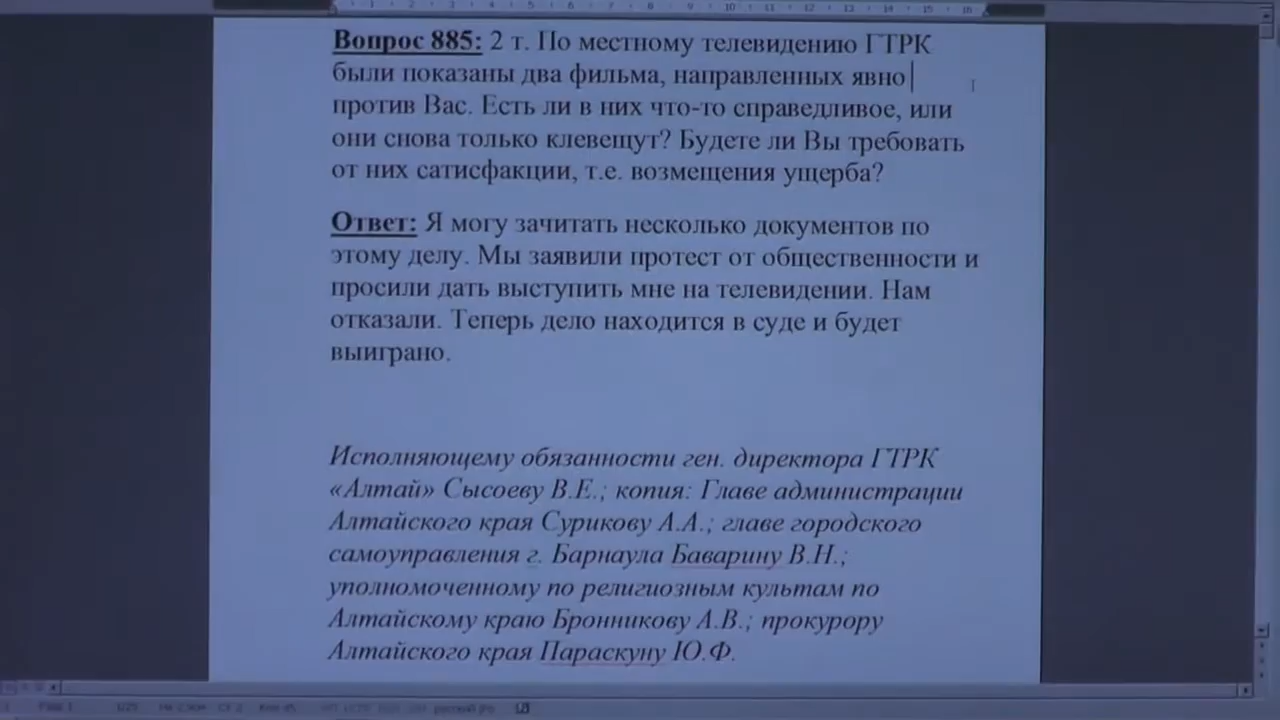 Вопрос 885: 2 т. По местному телевидению ГТРК
были показаны два фильма, направленных явно
против Вас. Есть ли в них что-то справедливое, или
они снова только клевещут? Будете ли Вы требовать
от них сатисфакции, т.е. возмещения ущерба?
Ответ: Я могу зачитать несколько документов по
этому делу. Мы заявили протест от общественности и
просили дать выступить мне на телевидении. Нам
отказали. Теперь дело находится в суде и будет
выиграно.
Исполняющему обязанности ген. директора ГТРК
«Алтай» Сысоеву В.Е.; копия: Главе администрации
Алтайского края Сурикову А.А.; главе городского
самоуправления г. Барнаула Баварину В.Н.;
уполномоченному по религиозным культам по
Алтайскому краю Бронникову А.В.; прокурору
Алтайского края Параскуну Ю.Ф.